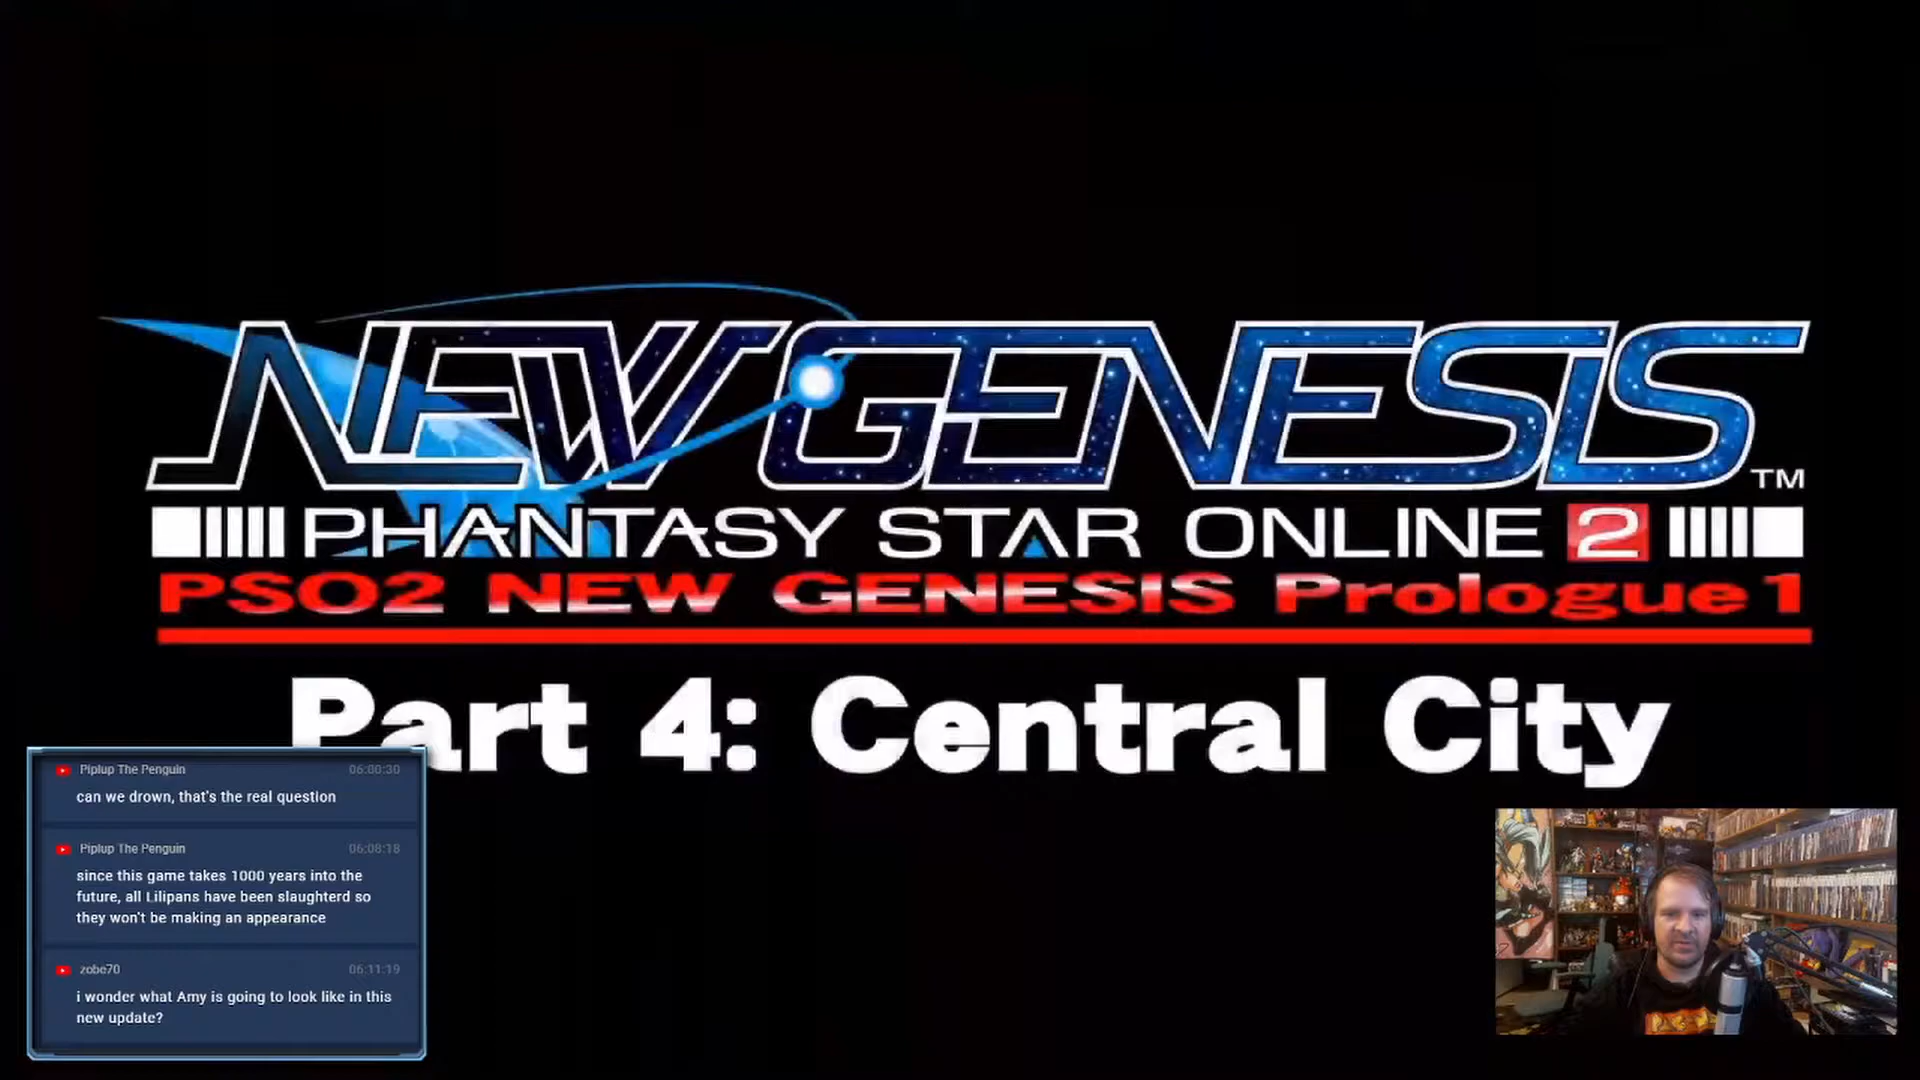 NEW GENESIS TM
PHANTASY STAR ONLINE 2
PSO2 NEW GENESIS Prologue1
Part 4: Central City
Piplup The Penguin 06:00:30
can we drown, that's the real question
Piplup The Penguin 06:08:18
since this game takes 1000 years into the
future, all Lilipans have been slaughterd so
they won't be making an appearance
zobe70 06:11:19
i wonder what Amy is going to look like in this
new update?